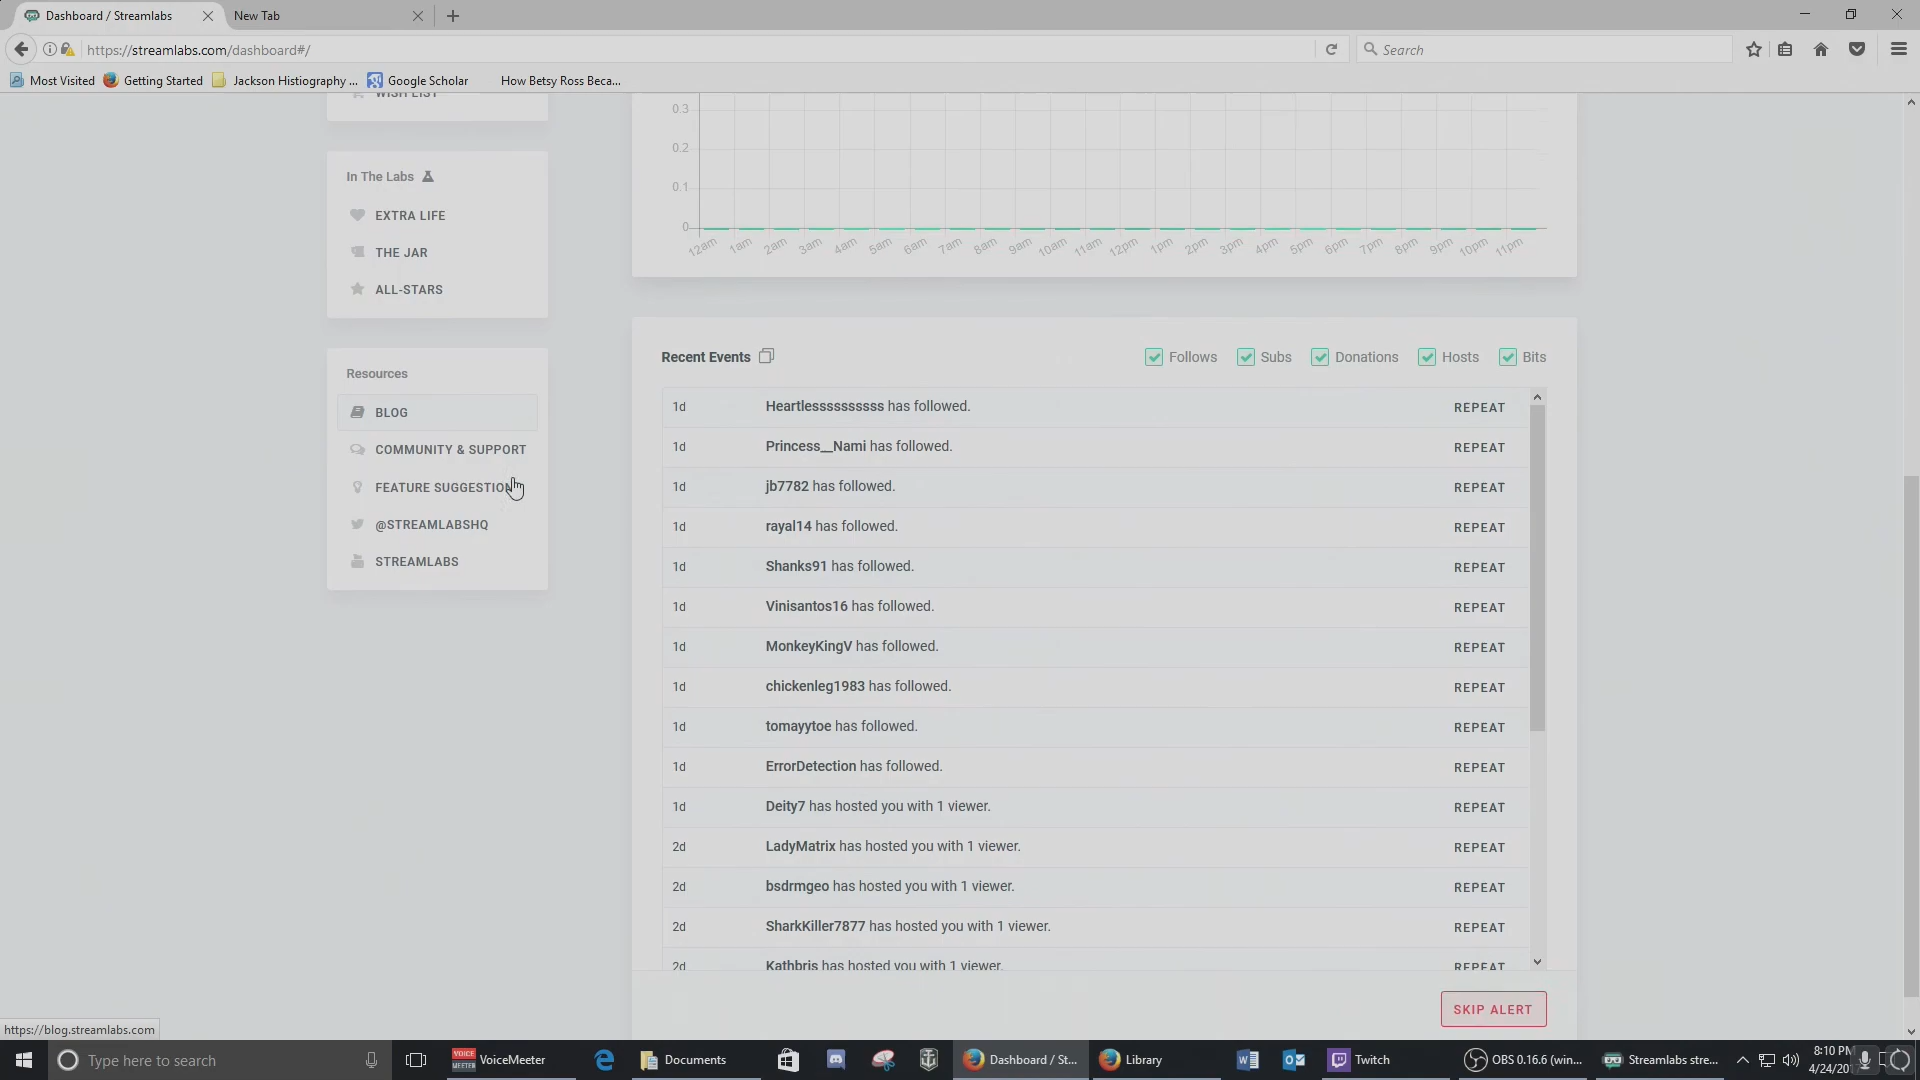 Dashboard / Streamlabs
New Tab
https://streamlabs.com/dashboard#/
Search
Most Visited
Getting Started
Jackson Histiography ...
Google Scholar
How Betsy Ross Beca...
WISH LIST
In The Labs
EXTRA LIFE
THE JAR
ALL-STARS
Resources
BLOG
COMMUNITY & SUPPORT
FEATURE SUGGESTION
@STREAMLABSHQ
STREAMLABS
0.3
0.2
0.1
0
12am 1am 2am 3am 4am 5am 6am 7am 8am 9am 10am 11am 12pm 1pm 2pm 3pm 4pm 5pm 6pm 7pm 8pm 9pm 10pm 11pm
Recent Events
Follows Subs Donations Hosts Bits
1d Heartlessssssssss has followed. REPEAT
1d Princess__Nami has followed. REPEAT
1d jb7782 has followed. REPEAT
1d rayal14 has followed. REPEAT
1d Shanks91 has followed. REPEAT
1d Vinisantos16 has followed. REPEAT
1d MonkeyKingV has followed. REPEAT
1d chickenleg1983 has followed. REPEAT
1d tomayytoe has followed. REPEAT
1d ErrorDetection has followed. REPEAT
1d Deity7 has hosted you with 1 viewer. REPEAT
2d LadyMatrix has hosted you with 1 viewer. REPEAT
2d bsdrmgeo has hosted you with 1 viewer. REPEAT
2d SharkKiller7877 has hosted you with 1 viewer. REPEAT
2d Kathbris has hosted you with 1 viewer. REPEAT
SKIP ALERT
https://blog.streamlabs.com
Type here to search
VOICE MEETER
VoiceMeeter
Documents
Dashboard / St...
Library
Twitch
OBS 0.16.6 (win...
Streamlabs stre...
8:10 PM
4/24/20